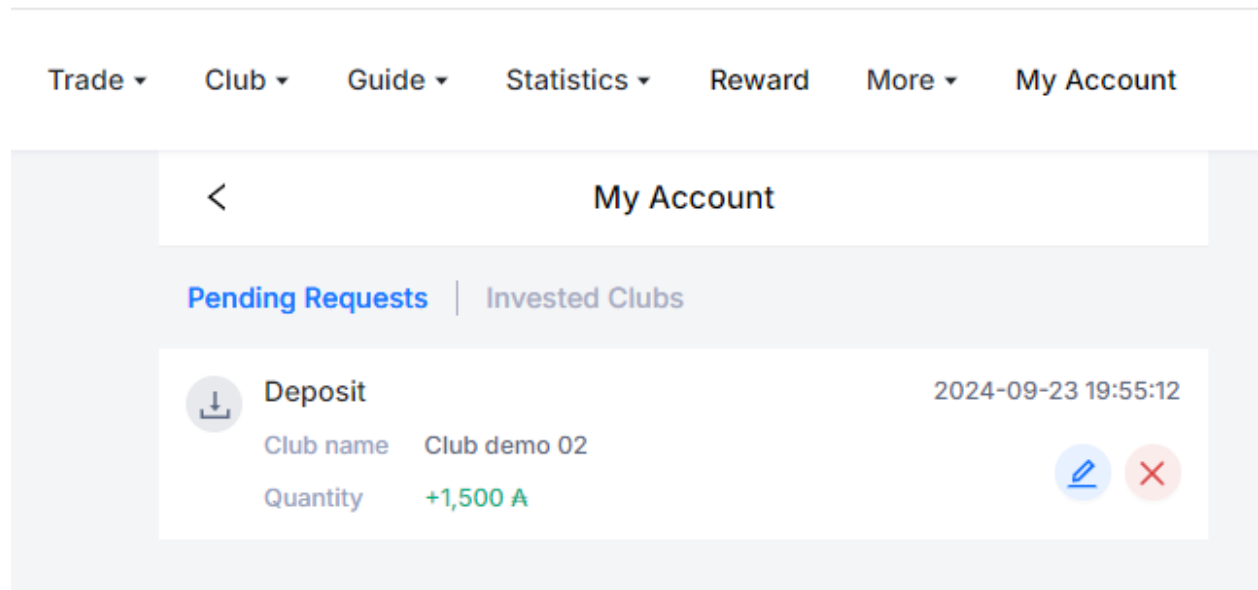 Trade Club Guide Statistics Reward More My Account
My Account
Pending Requests Invested Clubs
Deposit 2024-09-23 19:55:12
Club name Club demo 02
Quantity +1,500 ₳